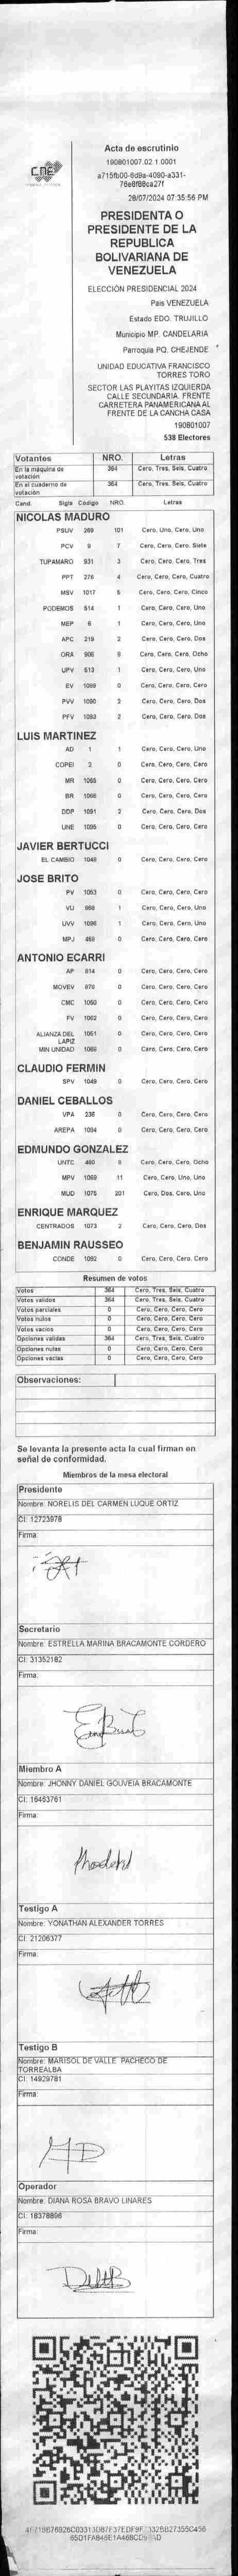 CNE
Acta de escrutinio
190801007.02.1.0001
28/07/2024 07:35:56 PM
PRESIDENTA O
PRESIDENTE DE LA
REPUBLICA
BOLIVARIANA DE
VENEZUELA
ELECCIÓN PRESIDENCIAL 2024
Pais VENEZUELA
Estado EDO. TRUJILLO
Municipio MP. CANDELARIA
Parroquia PQ. CHEJENDE
UNIDAD EDUCATIVA FRANCISCO
TORRES TORO
SECTOR LAS PLAYITAS IZQUIERDA
CALLE SECUNDARIA. FRENTE
CARRETERA PANAMERICANA AL
FRENTE DE LA CANCHA CASA
190801007
538 Electores
Votantes NRO. Letras
En la máquina de votación 364 Cero, Tres, Seis, Cuatro
En el cuaderno de votación 364 Cero, Tres, Seis, Cuatro
Cand. Sigla Código NRO. Letras
NICOLAS MADURO
PSUV 269 101 Cero, Uno, Cero, Uno
PCV 9 7 Cero, Cero, Cero, Siete
TUPAMARO 931 3 Cero, Cero, Cero, Tres
PPT 276 4 Cero, Cero, Cero, Cuatro
MSV 1017 5 Cero, Cero, Cero, Cinco
PODEMOS 514 1 Cero, Cero, Cero, Uno
MEP 6 1 Cero, Cero, Cero, Uno
APC 219 2 Cero, Cero, Cero, Dos
ORA 906 8 Cero, Cero, Cero, Ocho
UPV 513 1 Cero, Cero, Cero, Uno
EV 1089 0 Cero, Cero, Cero, Cero
PVV 1090 2 Cero, Cero, Cero, Dos
PFV 1093 2 Cero, Cero, Cero, Dos
LUIS MARTINEZ
AD 1 1 Cero, Cero, Cero, Uno
COPEI 2 0 Cero, Cero, Cero, Cero
MR 1065 0 Cero, Cero, Cero, Cero
BR 1066 0 Cero, Cero, Cero, Cero
DDP 1091 2 Cero, Cero, Cero, Dos
UNE 1095 0 Cero, Cero, Cero, Cero
JAVIER BERTUCCI
EL CAMBIO 1048 0 Cero, Cero, Cero, Cero
JOSE BRITO
PV 1053 0 Cero, Cero, Cero, Cero
VU 968 1 Cero, Cero, Cero, Uno
UVV 1096 1 Cero, Cero, Cero, Uno
MPJ 458 0 Cero, Cero, Cero, Cero
ANTONIO ECARRI
AP 814 0 Cero, Cero, Cero, Cero
MOVEV 878 0 Cero, Cero, Cero, Cero
CMC 1050 0 Cero, Cero, Cero, Cero
FV 1062 0 Cero, Cero, Cero, Cero
ALIANZA DEL LAPIZ 1051 0 Cero, Cero, Cero, Cero
MIN UNIDAD 1068 0 Cero, Cero, Cero, Cero
CLAUDIO FERMIN
SPV 1049 0 Cero, Cero, Cero, Cero
DANIEL CEBALLOS
VPA 236 0 Cero, Cero, Cero, Cero
AREPA 1094 0 Cero, Cero, Cero, Cero
EDMUNDO GONZALEZ
UNTC 460 8 Cero, Cero, Cero, Ocho
MPV 1069 11 Cero, Cero, Uno, Uno
MUD 1075 201 Cero, Dos, Cero, Uno
ENRIQUE MARQUEZ
CENTRADOS 1073 2 Cero, Cero, Cero, Dos
BENJAMIN RAUSSEO
CONDE 1092 0 Cero, Cero, Cero, Cero
Resumen de votos
Votos 364 Cero, Tres, Seis, Cuatro
Votos validos 364 Cero, Tres, Seis, Cuatro
Votos parciales 0 Cero, Cero, Cero, Cero
Votos nulos 0 Cero, Cero, Cero, Cero
Votos vacios 0 Cero, Cero, Cero, Cero
Opciones validas 364 Cero, Tres, Seis, Cuatro
Opciones nulas 0 Cero, Cero, Cero, Cero
Opciones vacias 0 Cero, Cero, Cero, Cero
Observaciones:
Se levanta la presente acta la cual firman en
señal de conformidad.
Miembros de la mesa electoral
Presidente
Nombre: NORELIS DEL CARMEN LUQUE ORTIZ
CI: 12723978
Firma:
Secretario
Nombre: ESTRELLA MARINA BRACAMONTE CORDERO
CI: 31352182
Firma:
Miembro A
Nombre: JHONNY DANIEL GOUVEIA BRACAMONTE
CI: 16463761
Firma:
Testigo A
Nombre: YONATHAN ALEXANDER TORRES
CI: 21206377
Firma:
Testigo B
Nombre: MARISOL DE VALLE PACHECO DE
TORREALBA
CI: 14929781
Firma:
Operador
Nombre: DIANA ROSA BRAVO LINARES
CI: 18378896
Firma: